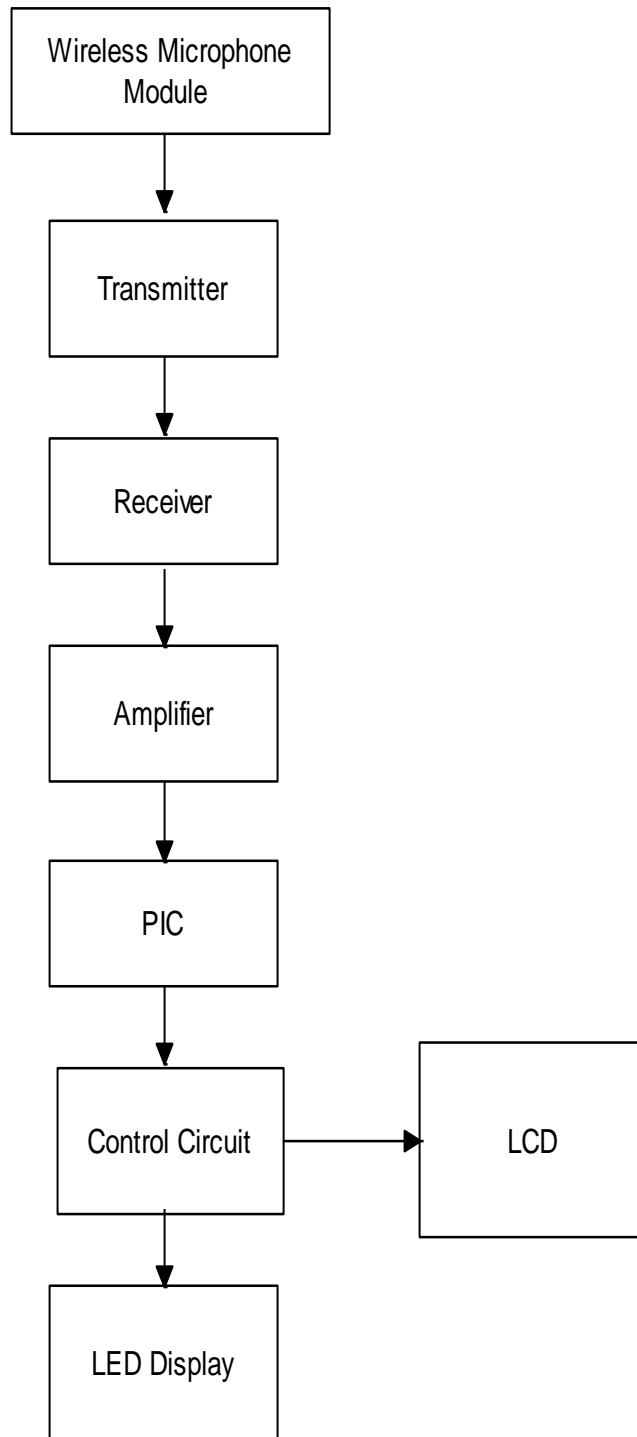 Wireless Microphone
Module
Transmitter
Receiver
Amplifier
PIC
Control Circuit
LCD
LED Display